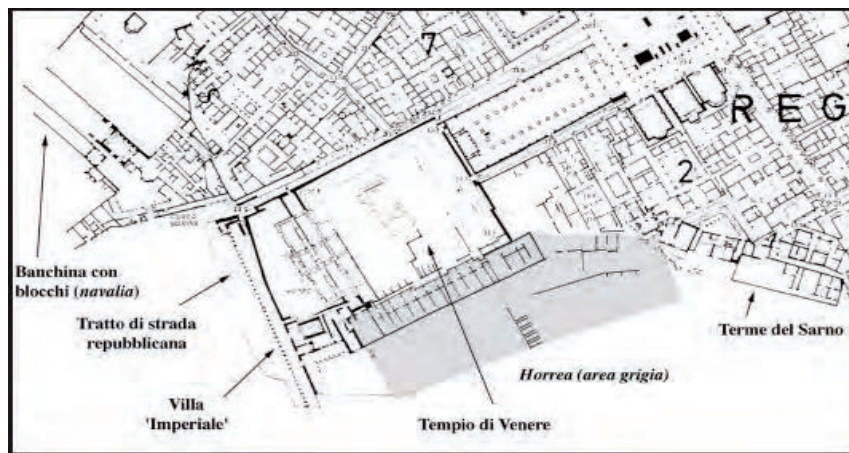 7
REG
2
Banchina con
blocchi (navalia)
Tratto di strada
repubblicana
Villa
'Imperiale'
Horrea (area grigia)
Tempio di Venere
Terme del Sarno